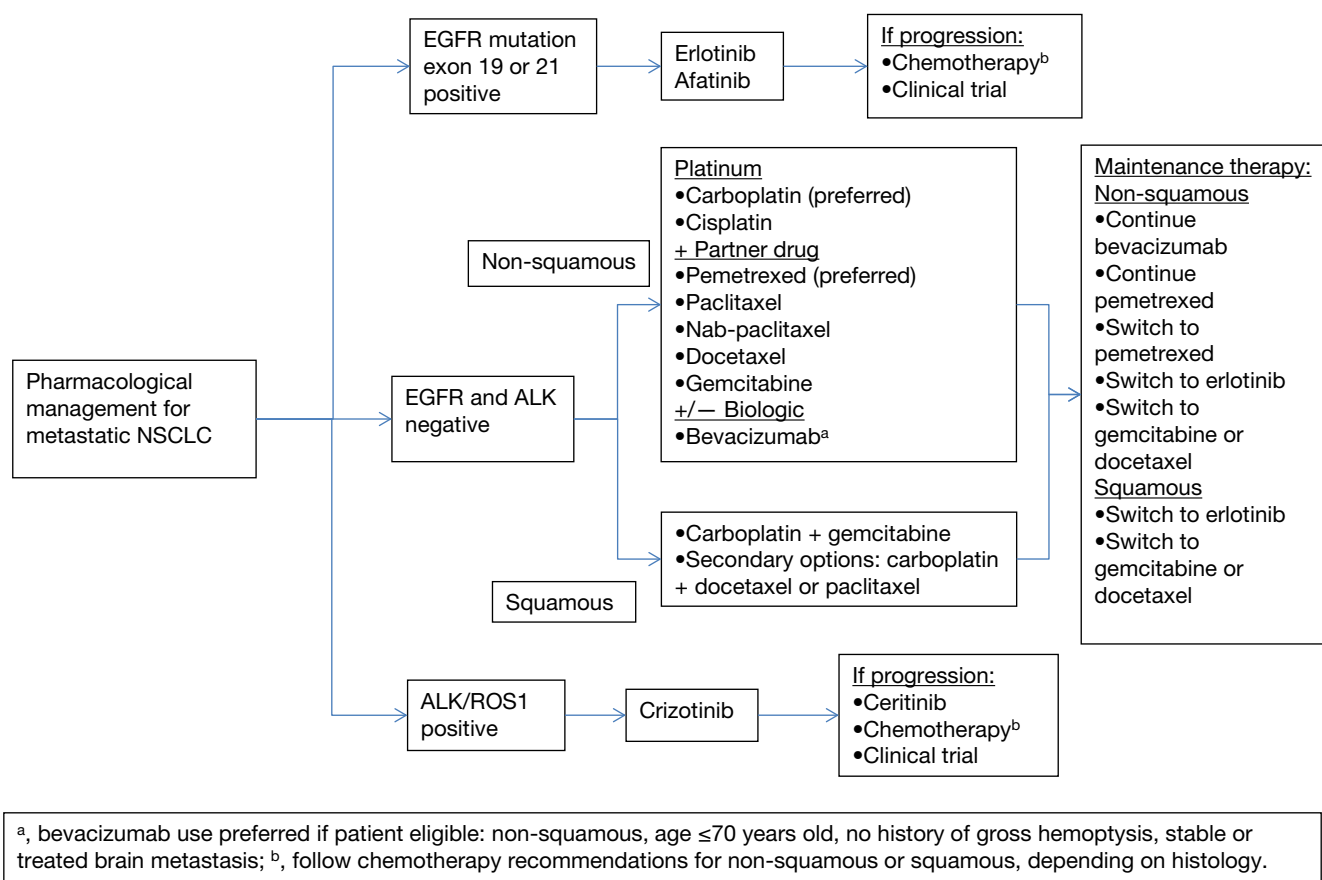 EGFR mutation
exon 19 or 21
positive
Erlotinib
Afatinib
If progression:
•Chemotherapyᵇ
•Clinical trial
Pharmacological
management for
metastatic NSCLC
EGFR and ALK
negative
Non-squamous
Platinum
•Carboplatin (preferred)
•Cisplatin
+ Partner drug
•Pemetrexed (preferred)
•Paclitaxel
•Nab-paclitaxel
•Docetaxel
•Gemcitabine
+/− Biologic
•Bevacizumabᵃ
Squamous
•Carboplatin + gemcitabine
•Secondary options: carboplatin
+ docetaxel or paclitaxel
Maintenance therapy:
Non-squamous
•Continue
bevacizumab
•Continue
pemetrexed
•Switch to
pemetrexed
•Switch to erlotinib
•Switch to
gemcitabine or
docetaxel
Squamous
•Switch to erlotinib
•Switch to
gemcitabine or
docetaxel
ALK/ROS1
positive
Crizotinib
If progression:
•Ceritinib
•Chemotherapyᵇ
•Clinical trial
ᵃ, bevacizumab use preferred if patient eligible: non-squamous, age ≤70 years old, no history of gross hemoptysis, stable or
treated brain metastasis; ᵇ, follow chemotherapy recommendations for non-squamous or squamous, depending on histology.